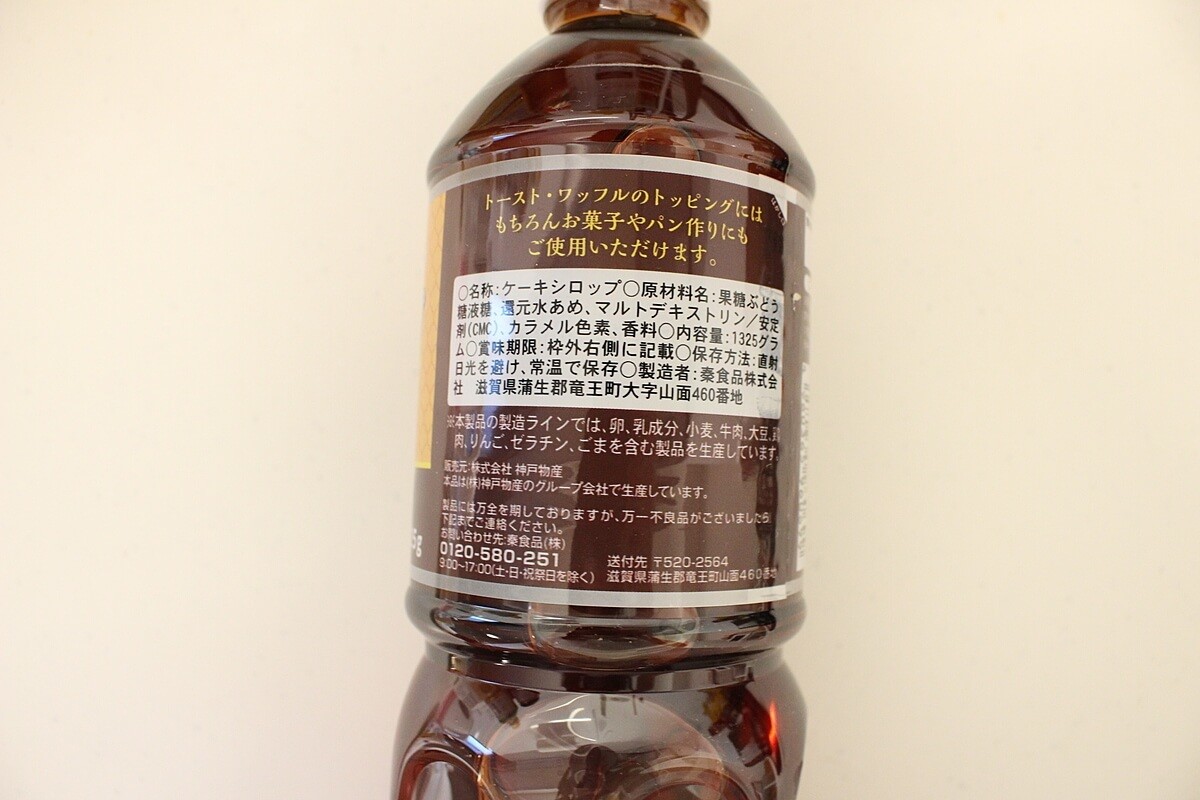 トースト・ワッフルのトッピングには
もちろんお菓子やパン作りにも
ご使用いただけます。
○名称：ケーキシロップ○原材料名：果糖ぶどう
糖液糖、還元水あめ、マルトデキストリン／安定
剤(CMC)、カラメル色素、香料○内容量：1325グラ
ム○賞味期限：枠外右側に記載○保存方法：直射
日光を避け、常温で保存○製造者：秦食品株式会
社 滋賀県蒲生郡竜王町大字山面460番地
※本製品の製造ラインでは、卵、乳成分、小麦、牛肉、大豆、
肉、りんご、ゼラチン、ごまを含む製品を生産しています。
販売元：株式会社 神戸物産
本品は(株)神戸物産のグループ会社で生産しています。
製品には万全を期しておりますが、万一不良品がございましたら
下記までご連絡ください。
お問い合わせ先：秦食品(株)
0120-580-251
9:00〜17:00(土・日・祝祭日を除く)
送付先 〒520-2564
滋賀県蒲生郡竜王町山面460番地